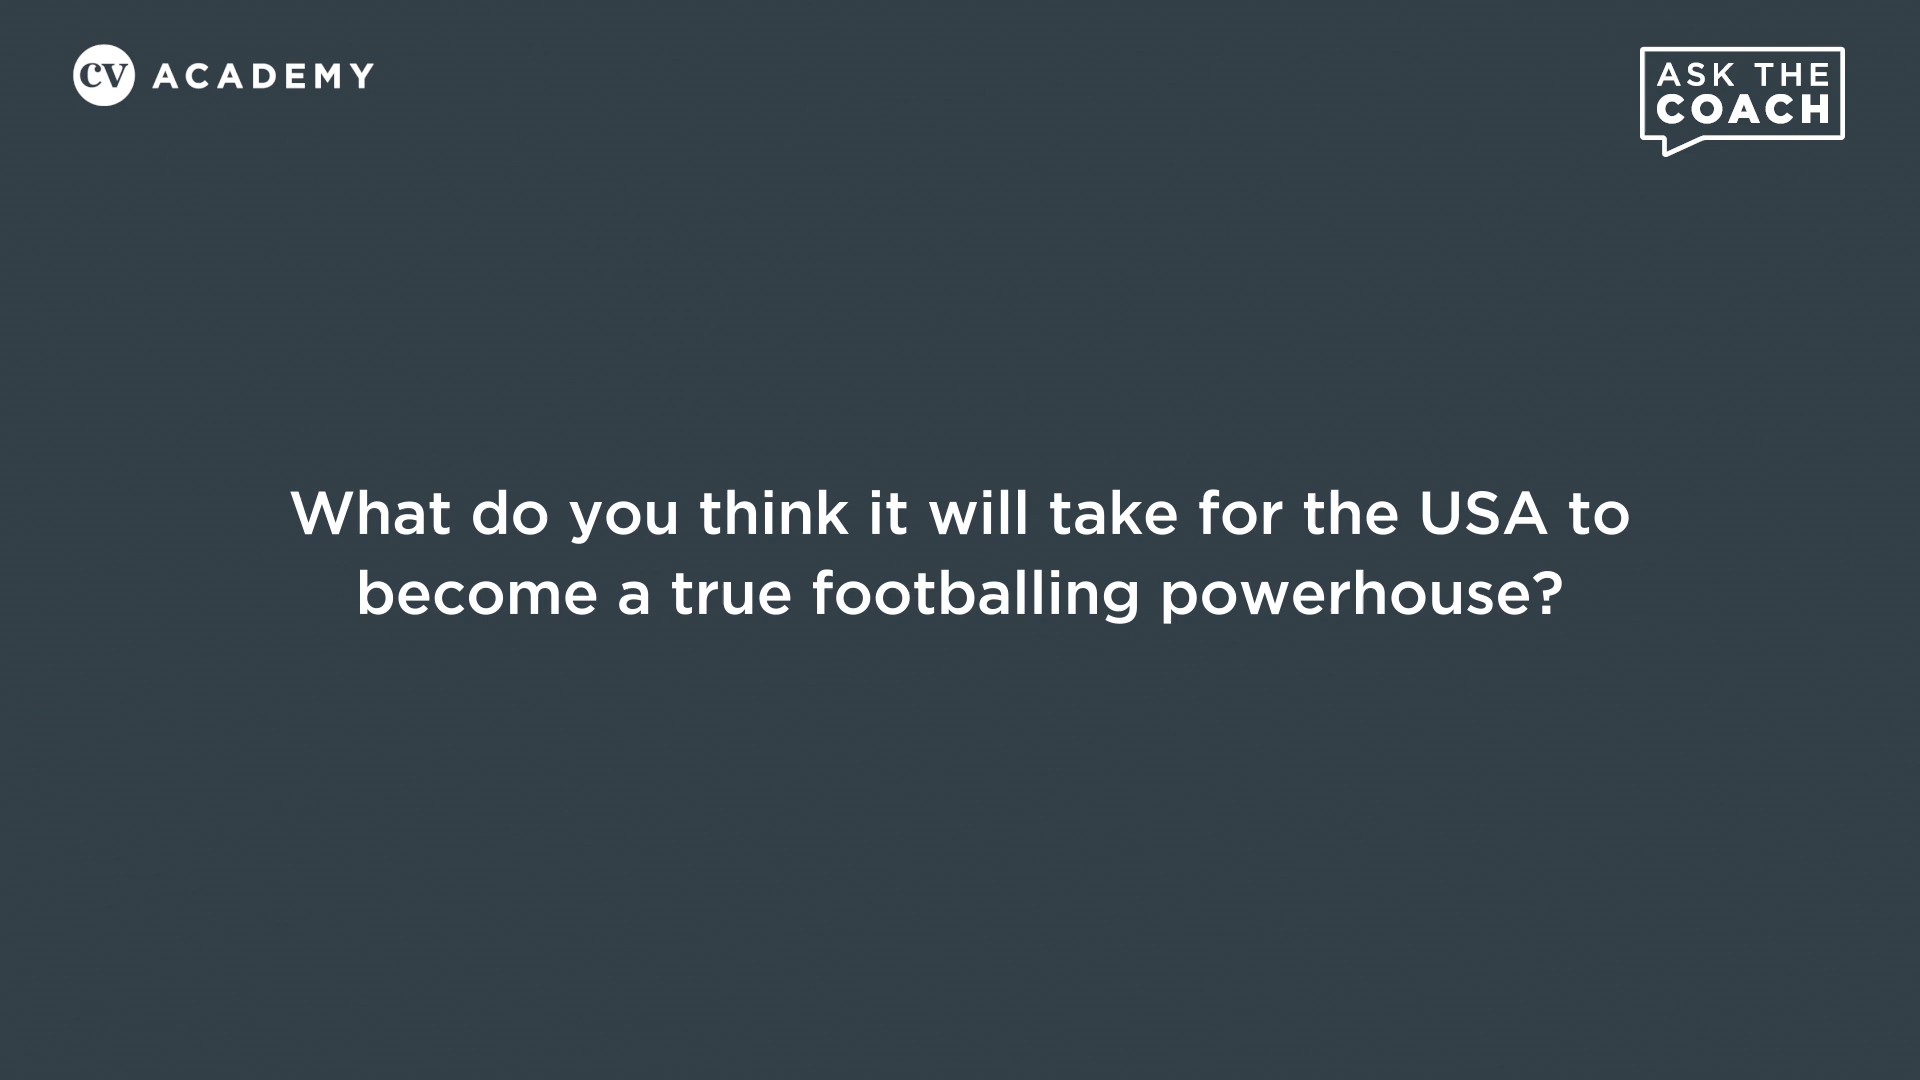 CV ACADEMY
ASK THE
COACH
What do you think it will take for the USA to
become a true footballing powerhouse?